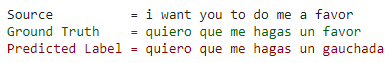 Source = i want you to do me a favor
Ground Truth = quiero que me hagas un favor
Predicted Label = quiero que me hagas un gauchada